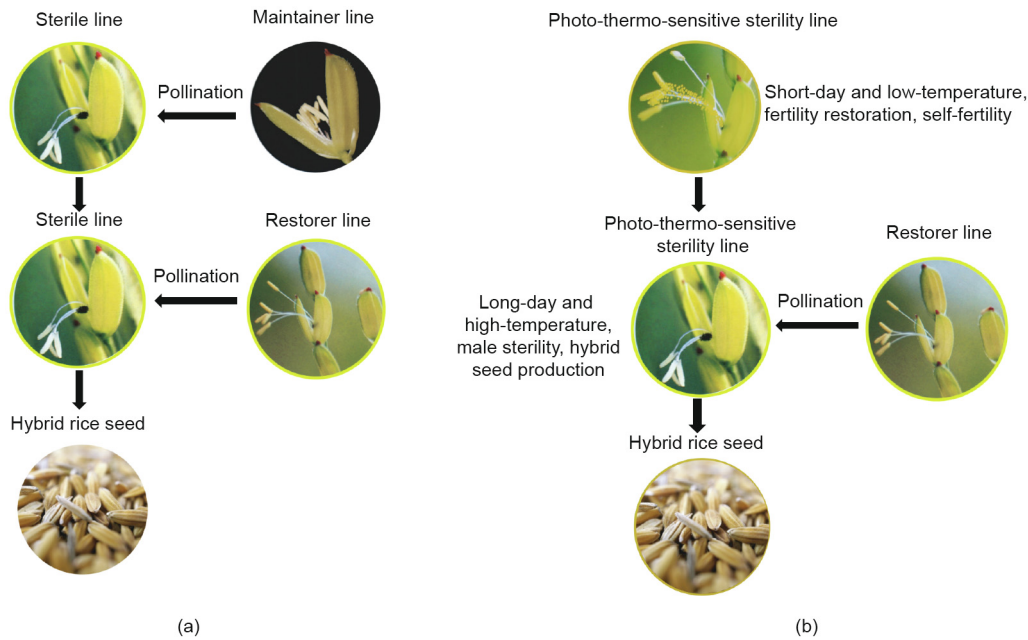 Sterile line
Maintainer line
Pollination
Sterile line
Restorer line
Pollination
Hybrid rice seed
(a)
Photo-thermo-sensitive sterility line
Short-day and low-temperature,
fertility restoration, self-fertility
Photo-thermo-sensitive
sterility line
Restorer line
Long-day and
high-temperature,
male sterility, hybrid
seed production
Pollination
Hybrid rice seed
(b)